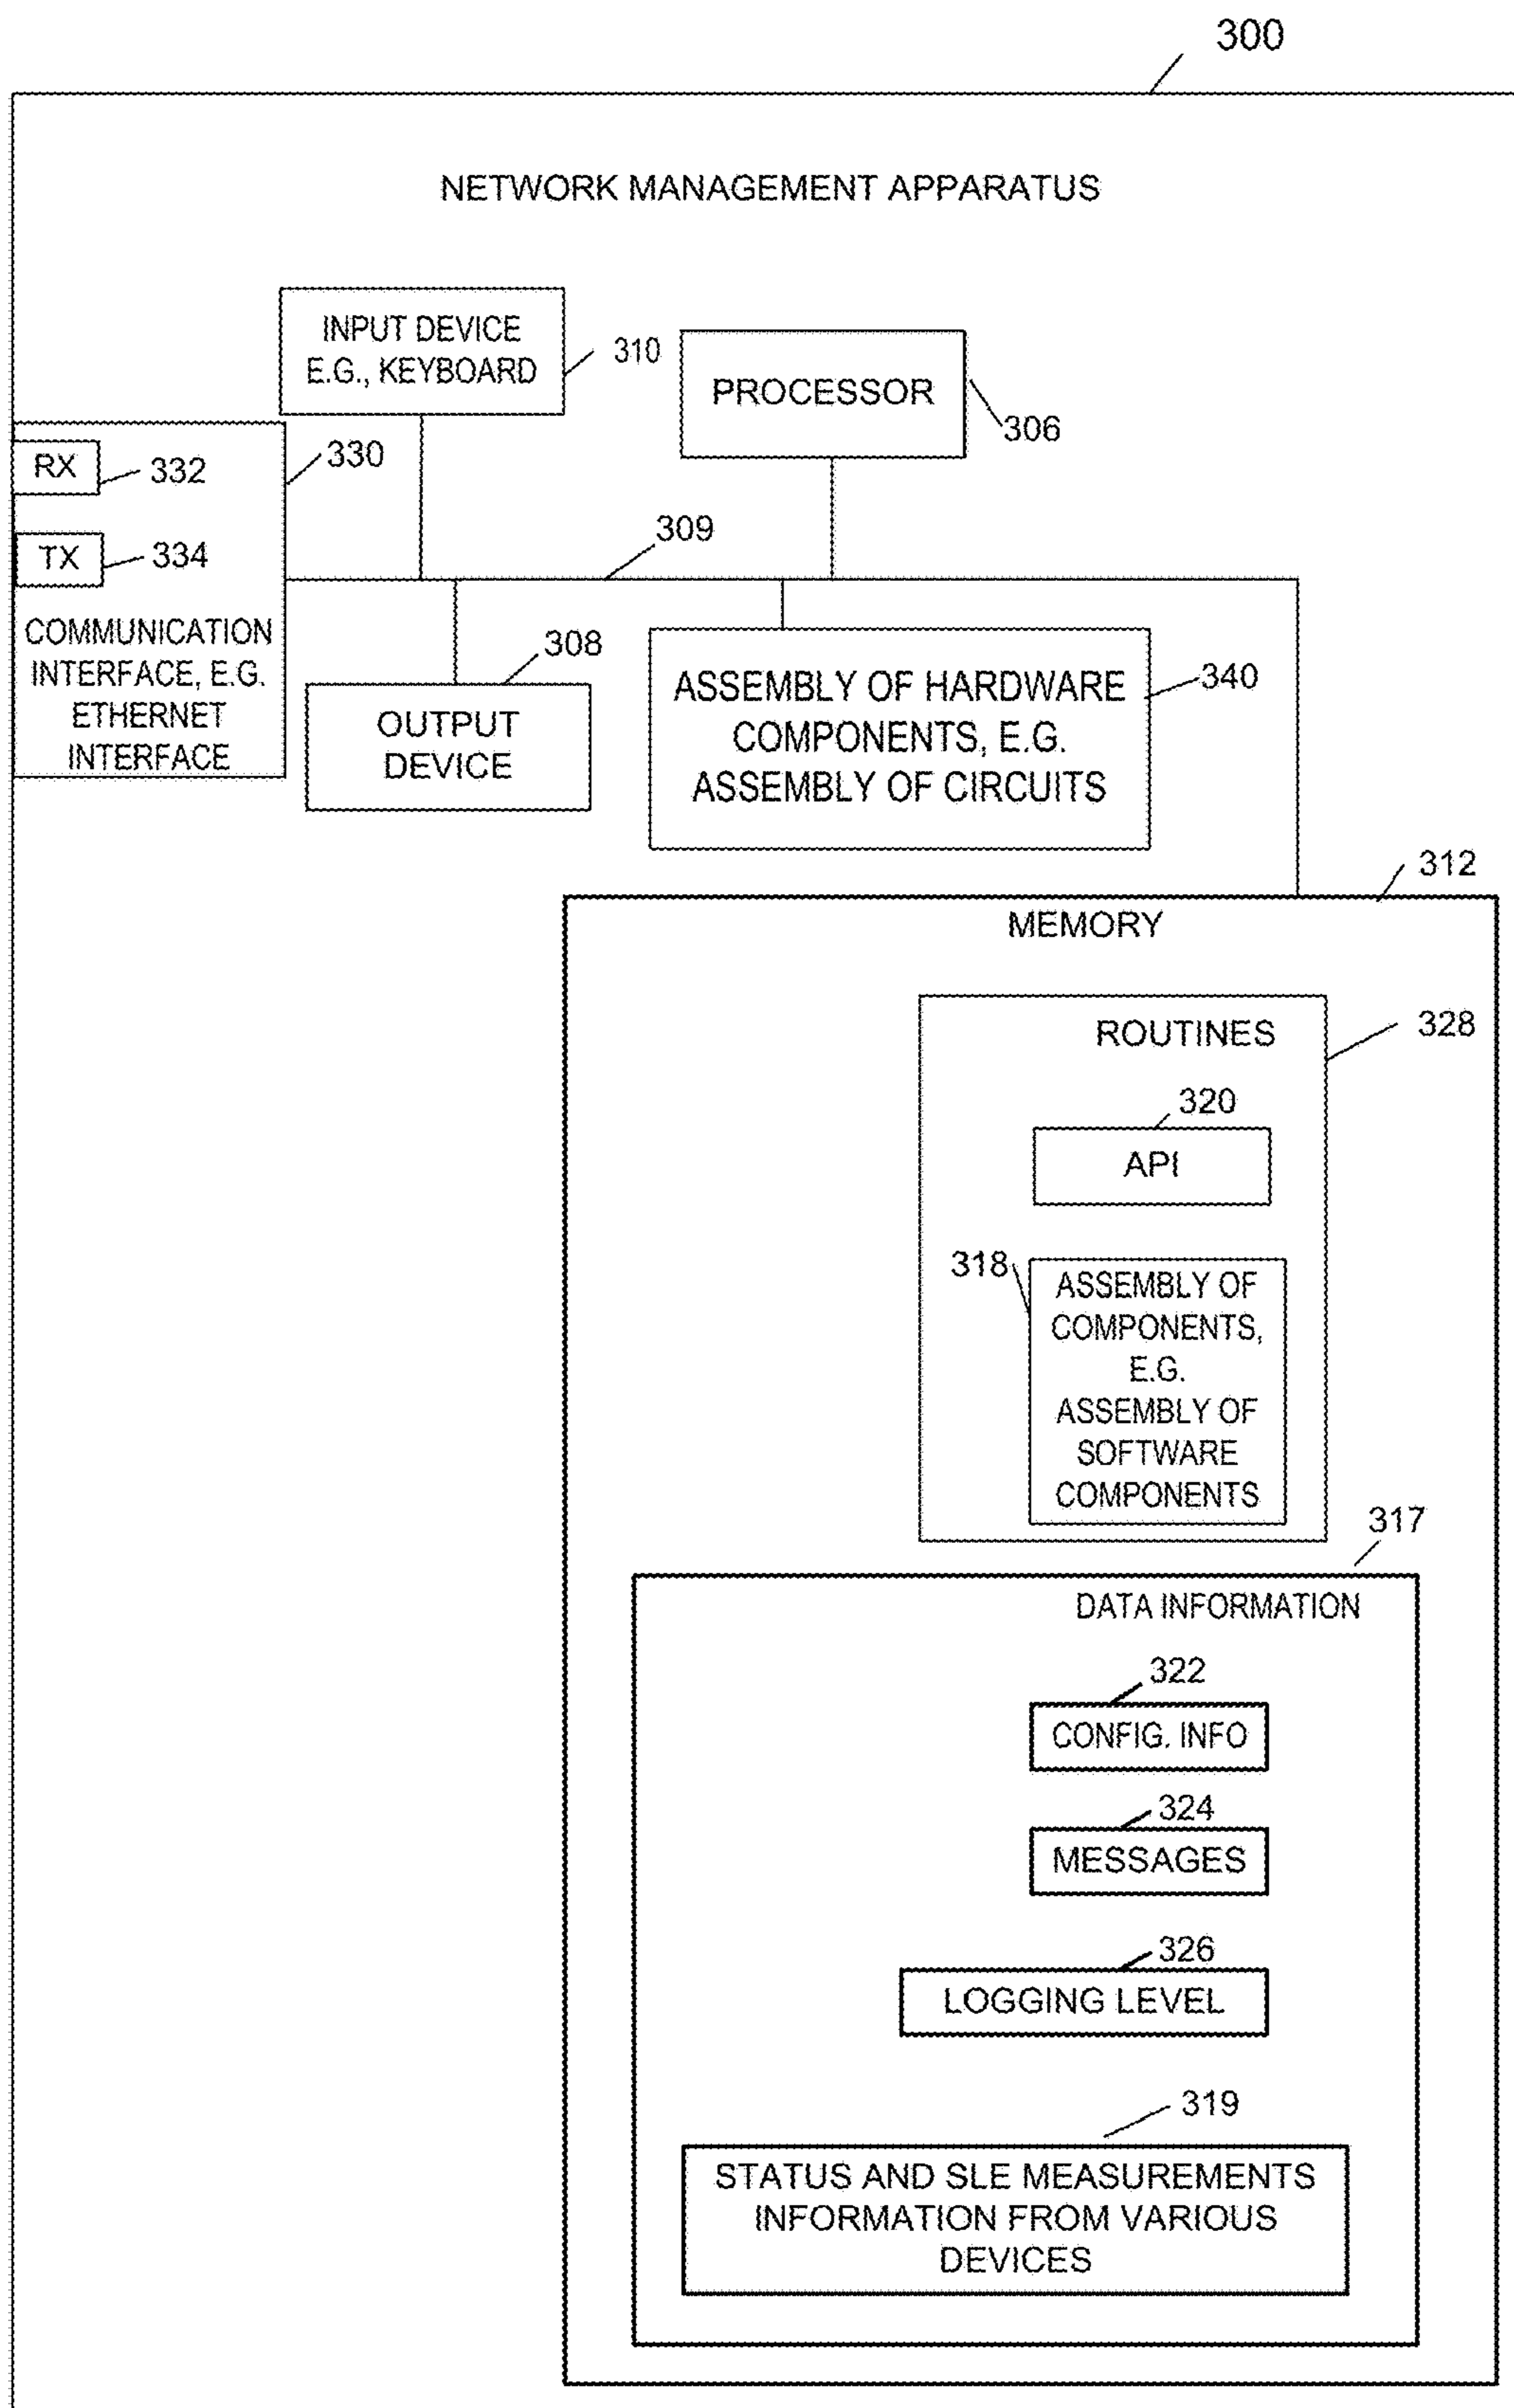 300
NETWORK MANAGEMENT APPARATUS
INPUT DEVICE
E.G., KEYBOARD
310
PROCESSOR
306
RX
332
330
TX
334
309
COMMUNICATION
INTERFACE, E.G.
ETHERNET
INTERFACE
308
OUTPUT
DEVICE
ASSEMBLY OF HARDWARE
COMPONENTS, E.G.
ASSEMBLY OF CIRCUITS
340
312
MEMORY
ROUTINES
328
320
API
318
ASSEMBLY OF
COMPONENTS,
E.G.
ASSEMBLY OF
SOFTWARE
COMPONENTS
317
DATA INFORMATION
322
CONFIG. INFO
324
MESSAGES
326
LOGGING LEVEL
319
STATUS AND SLE MEASUREMENTS
INFORMATION FROM VARIOUS
DEVICES